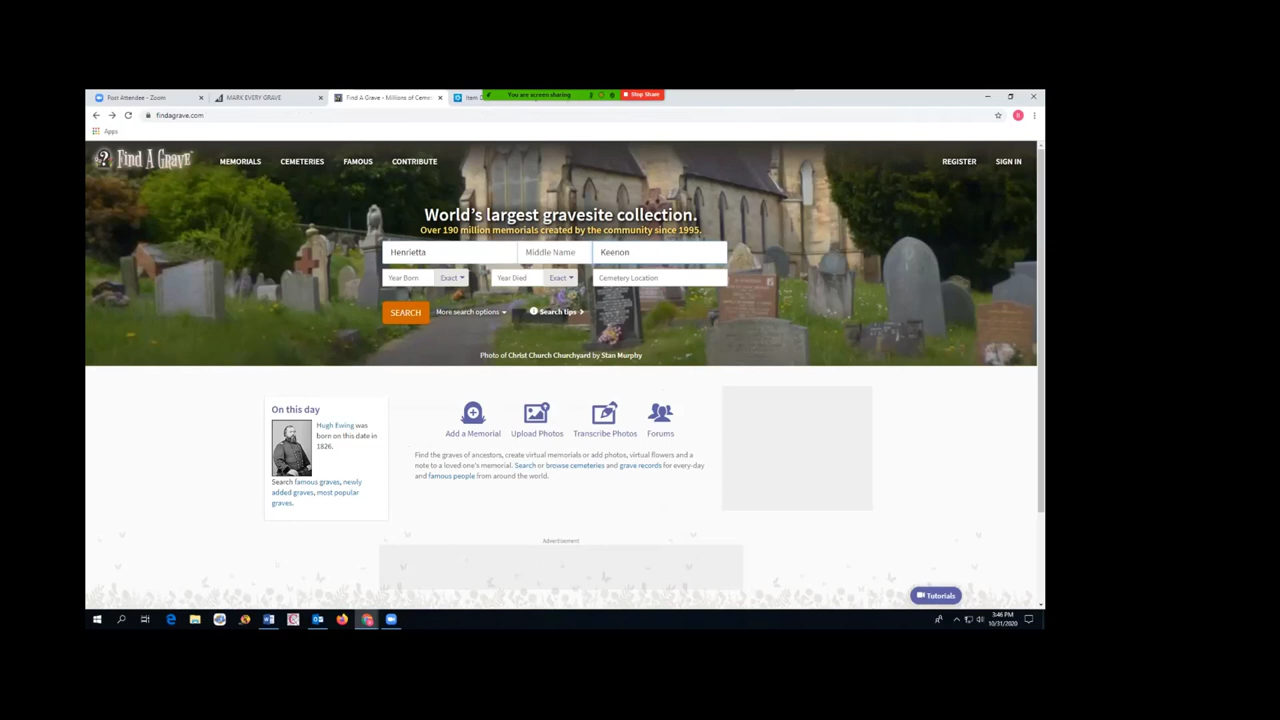 Post Attendee - Zoom
MARK EVERY GRAVE
Find A Grave - Millions of Ceme
You are screen sharing
Stop Share
findagrave.com
Apps
Find A Grave
MEMORIALS
CEMETERIES
FAMOUS
CONTRIBUTE
REGISTER
SIGN IN
World's largest gravesite collection.
Over 190 million memorials created by the community since 1995.
Henrietta
Middle Name
Keenon
Year Born
Exact
Year Died
Exact
Cemetery Location
SEARCH
More search options
Search tips
Photo of Christ Church Churchyard by Stan Murphy
On this day
Hugh Ewing was
born on this date in
1826.
Search famous graves, newly
added graves, most popular
graves.
Add a Memorial
Upload Photos
Transcribe Photos
Forums
Find the graves of ancestors, create virtual memorials or add photos, virtual flowers and a
note to a loved one's memorial. Search or browse cemeteries and grave records for every-day
and famous people from around the world.
Advertisement
Tutorials
3:46 PM
10/31/2020